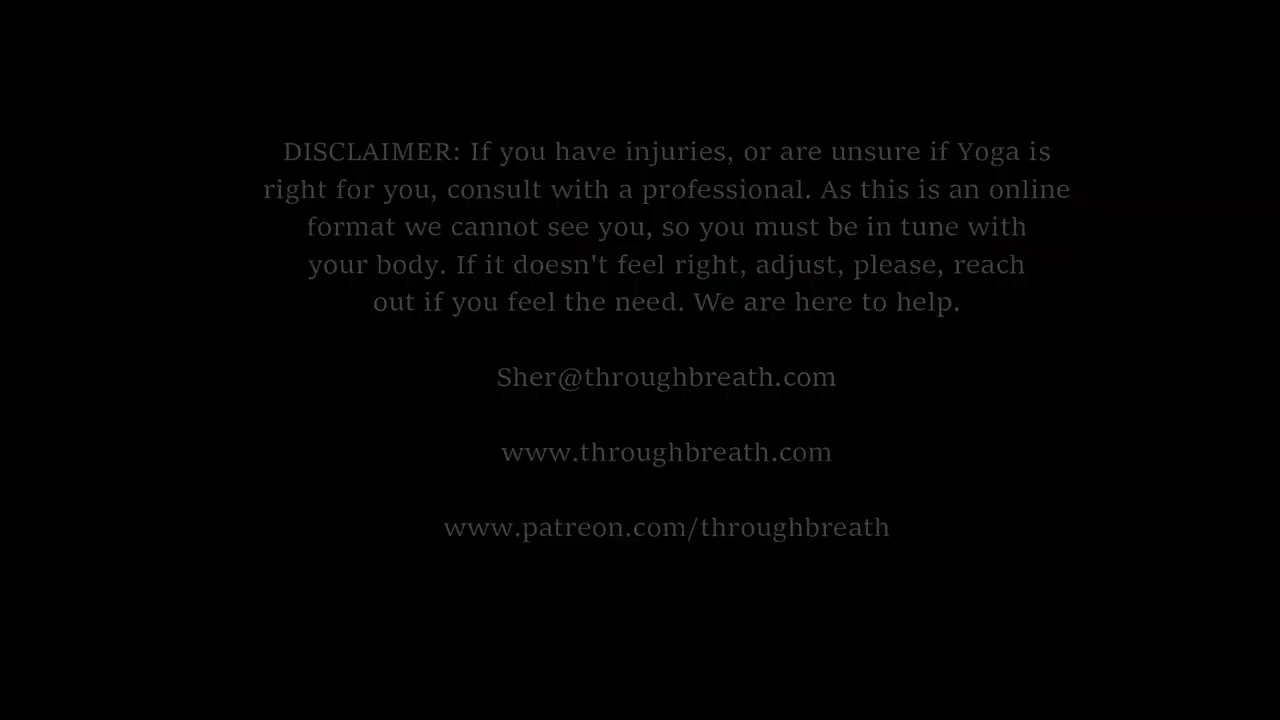 DISCLAIMER: If you have injuries, or are unsure if Yoga is
right for you, consult with a professional. As this is an online
format we cannot see you, so you must be in tune with
your body. If it doesn't feel right, adjust, please, reach
out if you feel the need. We are here to help.
Sher@throughbreath.com
www.throughbreath.com
www.patreon.com/throughbreath